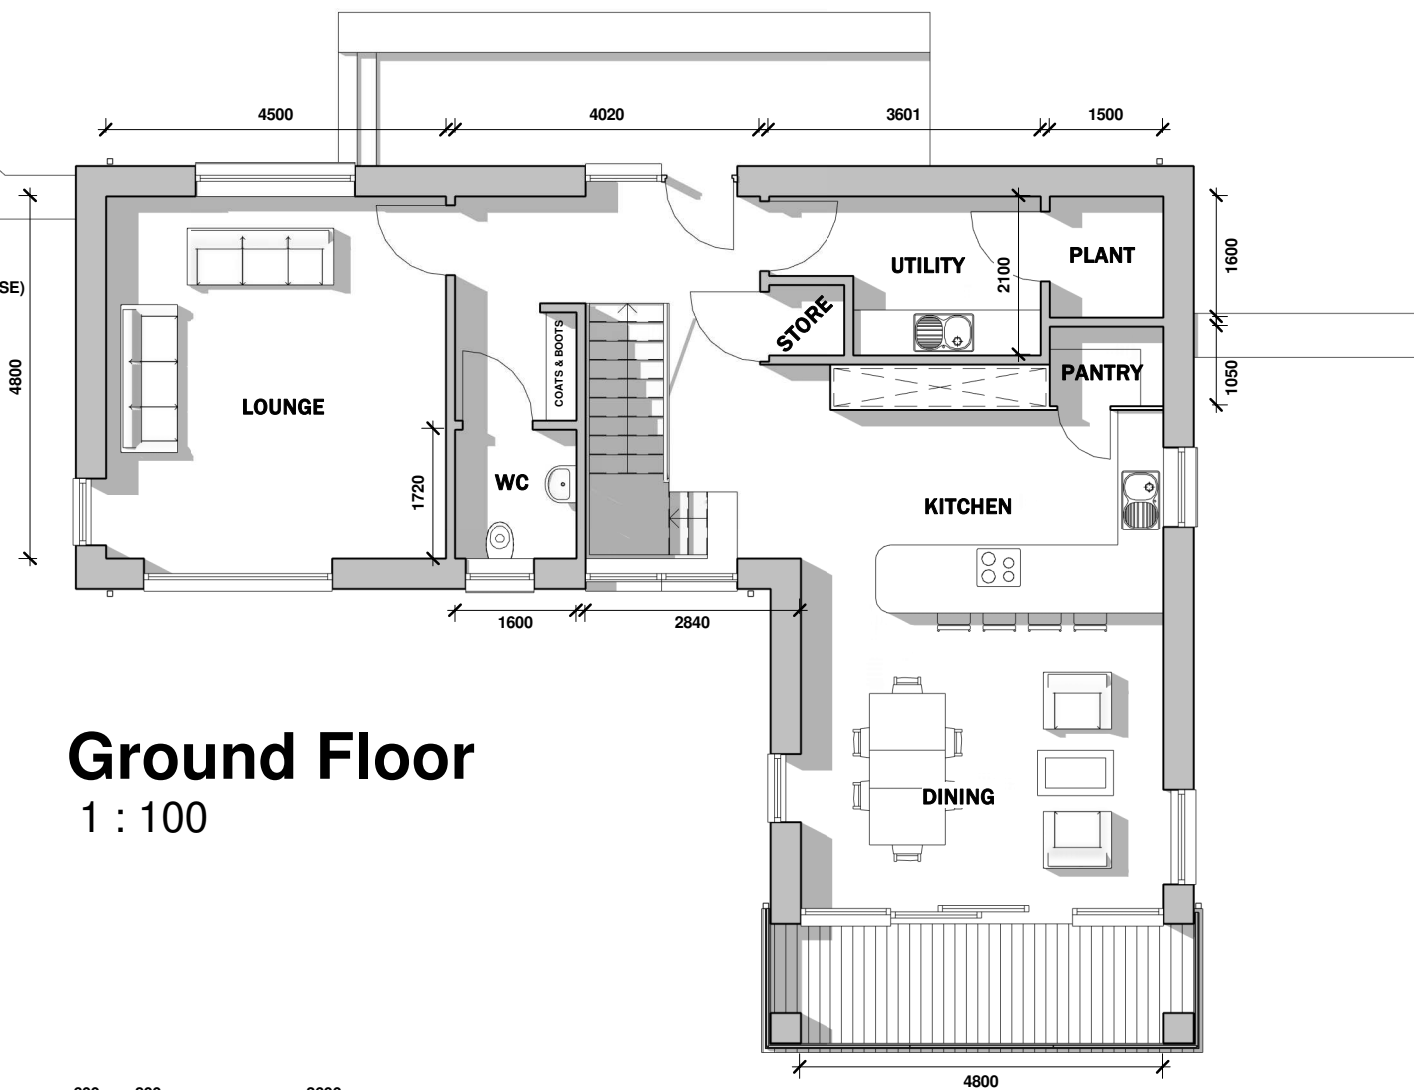 4500
4020
3601
1500
SE)
4800
UTILITY
2100
PLANT
1600
STORE
COATS & BOOTS
PANTRY
1050
LOUNGE
WC
1720
KITCHEN
1600
2840
Ground Floor
1 : 100
DINING
4800